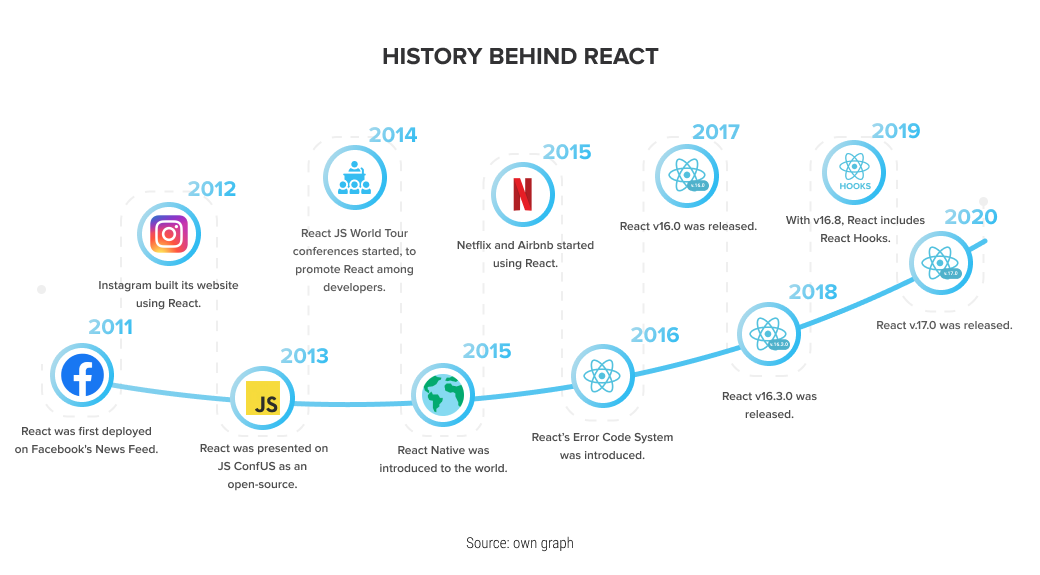 HISTORY BEHIND REACT
2011
React was first deployed
on Facebook's News Feed.
2012
Instagram built its website
using React.
2013
JS
React was presented on
JS ConfUS as an
open-source.
2014
React JS World Tour
conferences started, to
promote React among
developers.
2015
React Native was
introduced to the world.
2015
N
Netflix and Airbnb started
using React.
2016
React's Error Code System
was introduced.
2017
v.16.0
React v16.0 was released.
2018
v.16.3.0
React v16.3.0 was
released.
2019
HOOKS
With v16.8, React includes
React Hooks.
2020
v.17.0
React v.17.0 was released.
Source: own graph